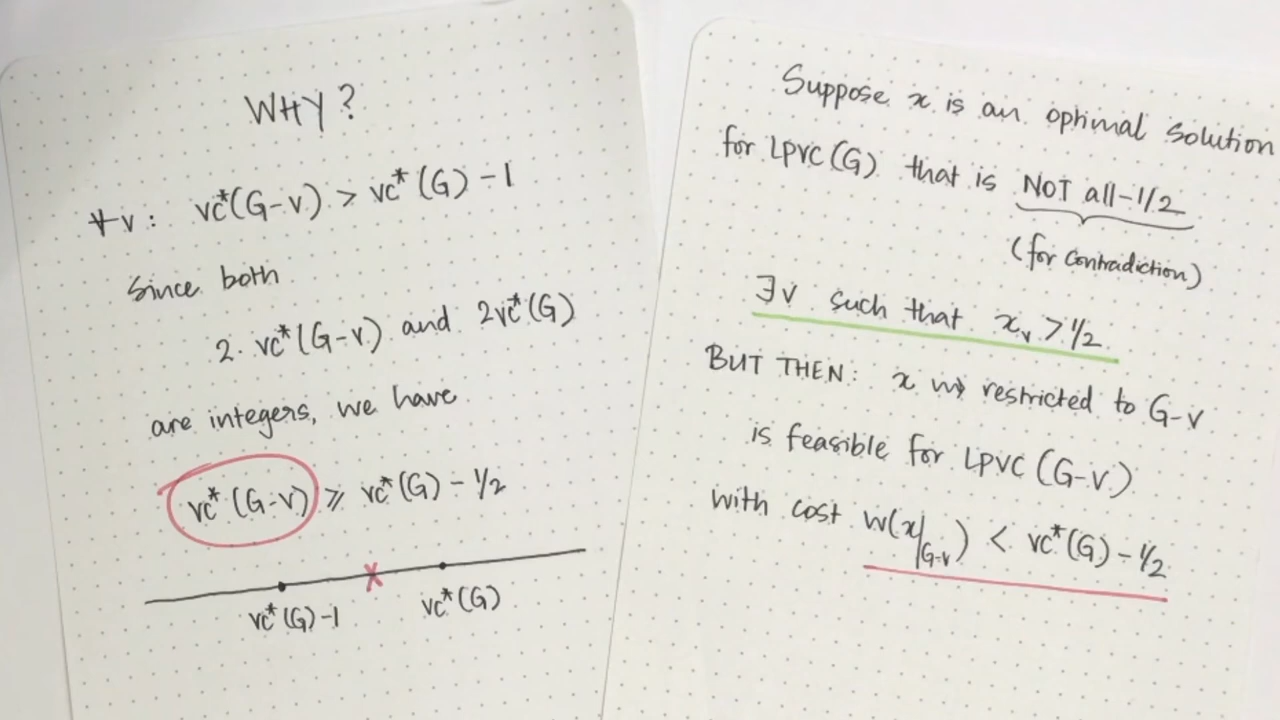 WHY?
∀v: vc*(G-v) > vc*(G)-1
Since both
2. vc*(G-v) and 2vc*(G)
are integers, we have
vc*(G-v) ≥ vc*(G) - 1/2
x
vc*(G)-1 vc*(G)
Suppose x is an optimal solution
for LPVC(G) that is NOT all-1/2
(for contradiction)
∃v such that xᵥ > 1/2
BUT THEN: x ⇝ restricted to G-v
is feasible for LPVC(G-v)
with cost w(x|G-v) < vc*(G) - 1/2